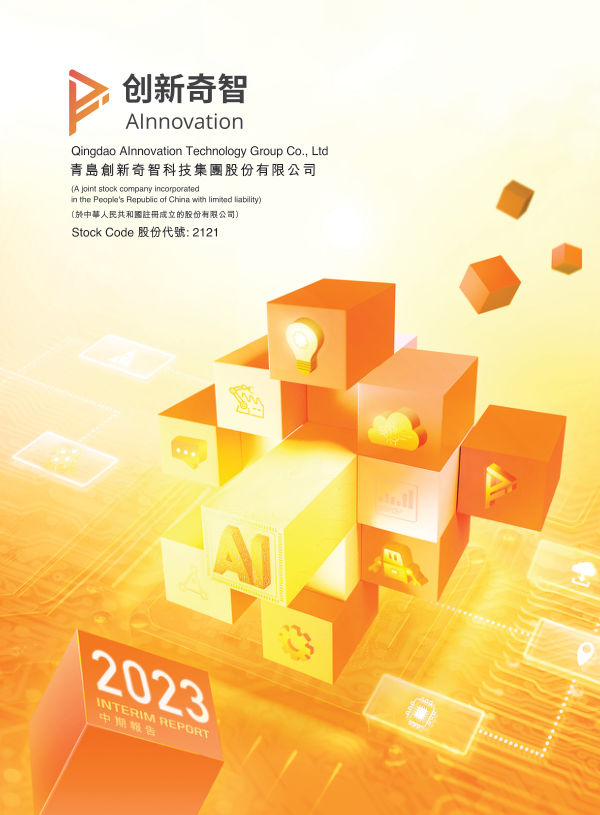 创新奇智
AInnovation
Qingdao AInnovation Technology Group Co., Ltd
青島創新奇智科技集團股份有限公司
(A joint stock company incorporated
in the People's Republic of China with limited liability)
(於中華人民共和國註冊成立的股份有限公司)
Stock Code 股份代號: 2121
AI
2023
INTERIM REPORT
中期報告